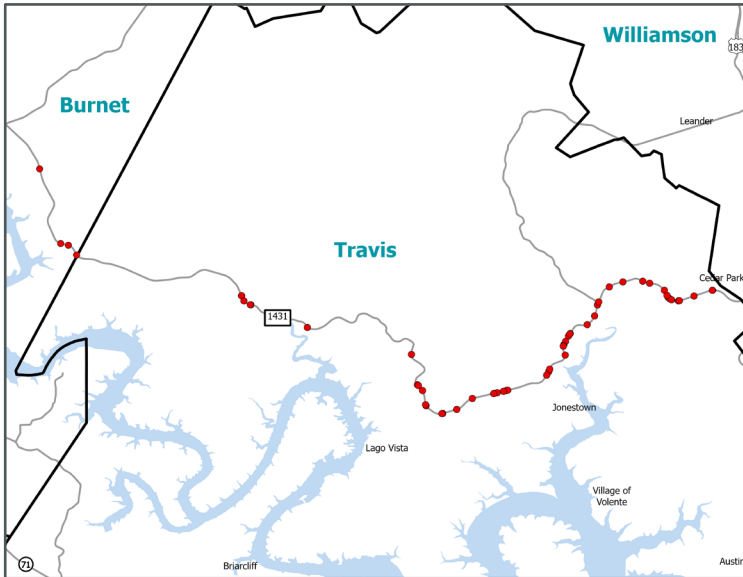 Williamson
183
Burnet
Leander
Travis
Cedar Park
1431
Jonestown
Lago Vista
Village of
Volente
71
Briarcliff
Austin